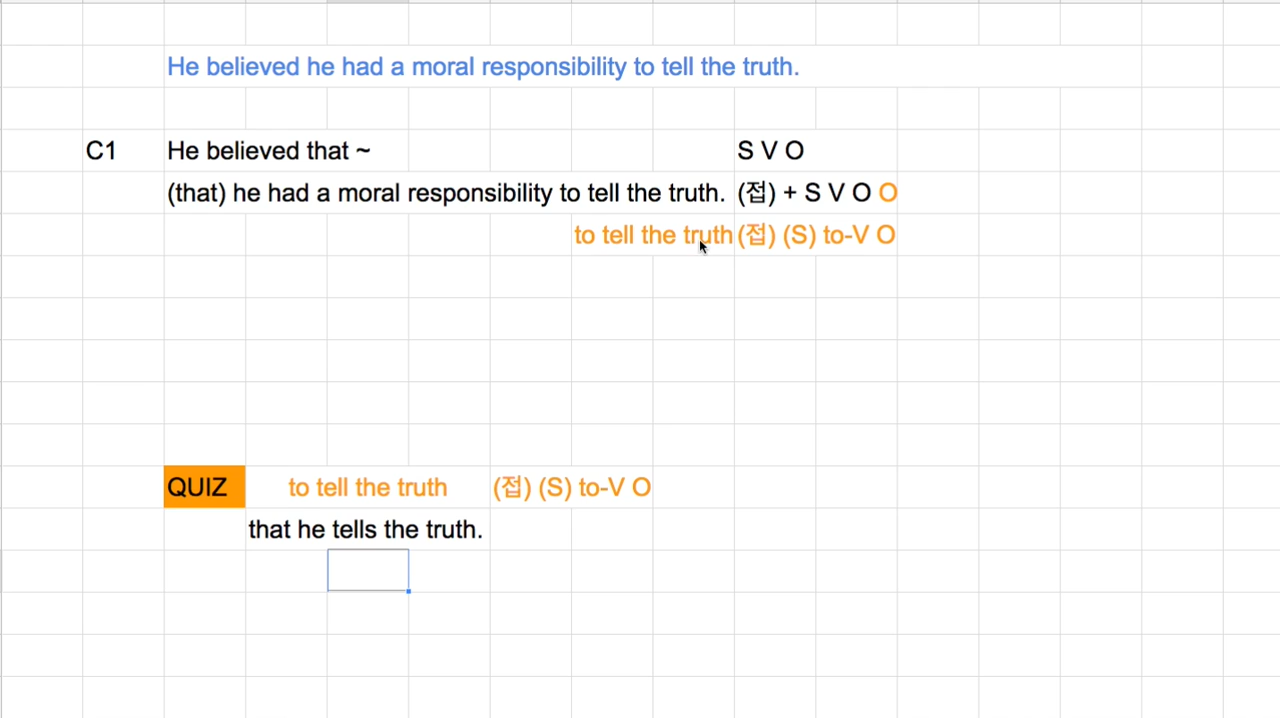 He believed he had a moral responsibility to tell the truth.
C1 He believed that ~ S V O
(that) he had a moral responsibility to tell the truth. (접) + S V O O
to tell the truth (접) (S) to-V O
QUIZ to tell the truth (접) (S) to-V O
that he tells the truth.